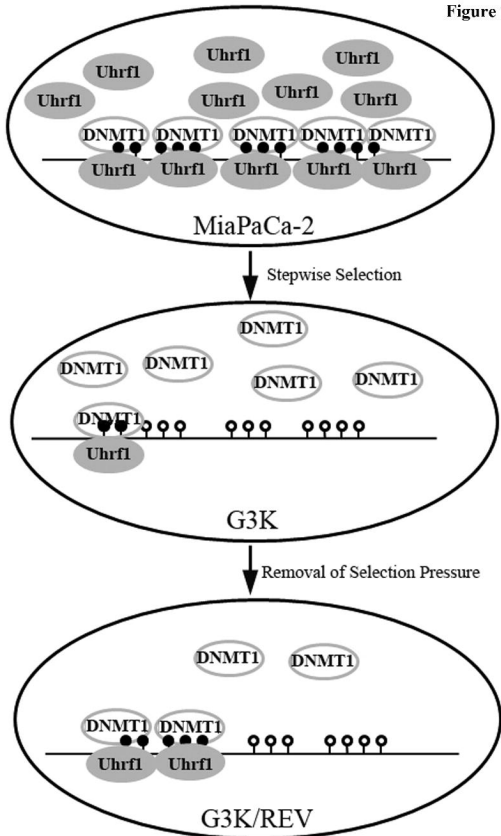 Figure
Uhrf1
Uhrf1
Uhrf1
Uhrf1
Uhrf1
Uhrf1
Uhrf1
DNMT1 DNMT1 DNMT1 DNMT1 DNMT1
Uhrf1 Uhrf1 Uhrf1 Uhrf1 Uhrf1
MiaPaCa-2
Stepwise Selection
DNMT1
DNMT1 DNMT1
DNMT1 DNMT1
DNMT1
Uhrf1
G3K
Removal of Selection Pressure
DNMT1 DNMT1
DNMT1 DNMT1
Uhrf1 Uhrf1
G3K/REV